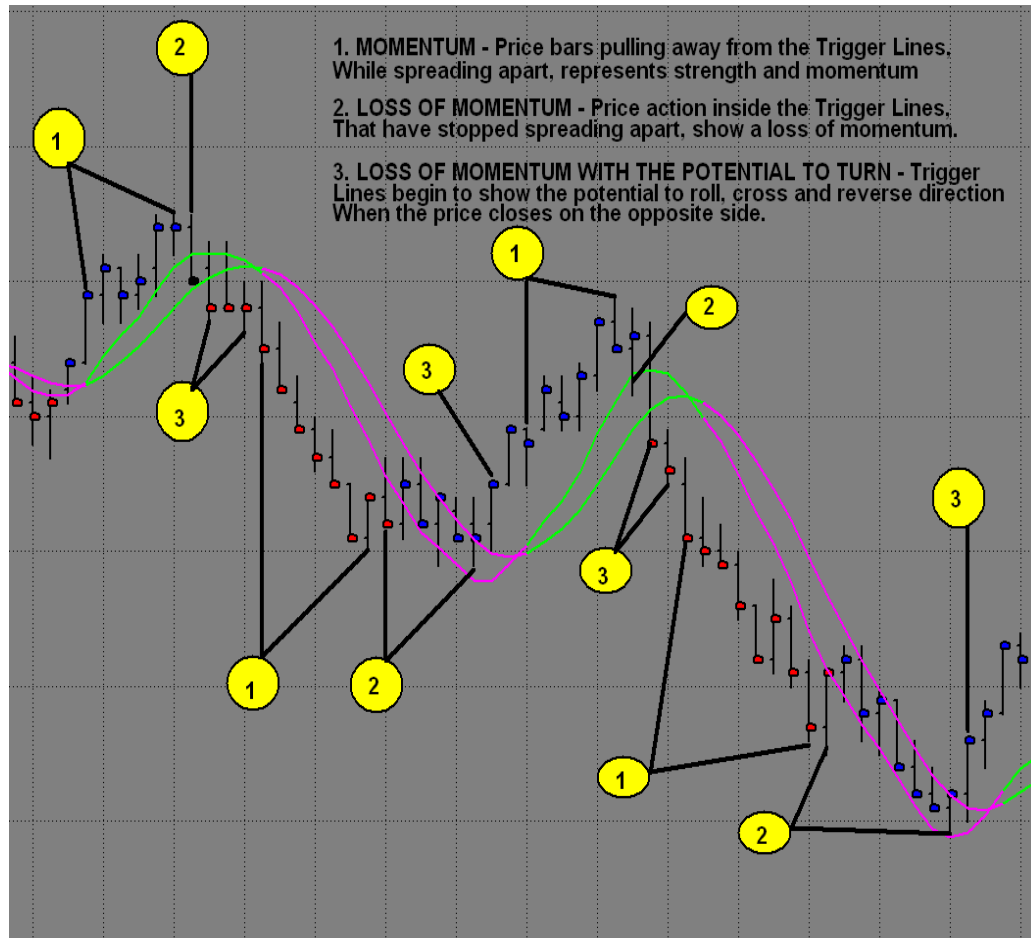 1. MOMENTUM - Price bars pulling away from the Trigger Lines.
While spreading apart, represents strength and momentum
2. LOSS OF MOMENTUM - Price action inside the Trigger Lines,
That have stopped spreading apart, show a loss of momentum.
3. LOSS OF MOMENTUM WITH THE POTENTIAL TO TURN - Trigger
Lines begin to show the potential to roll, cross and reverse direction
When the price closes on the opposite side.
2
1
1
2
3
3
3
3
1
2
1
2